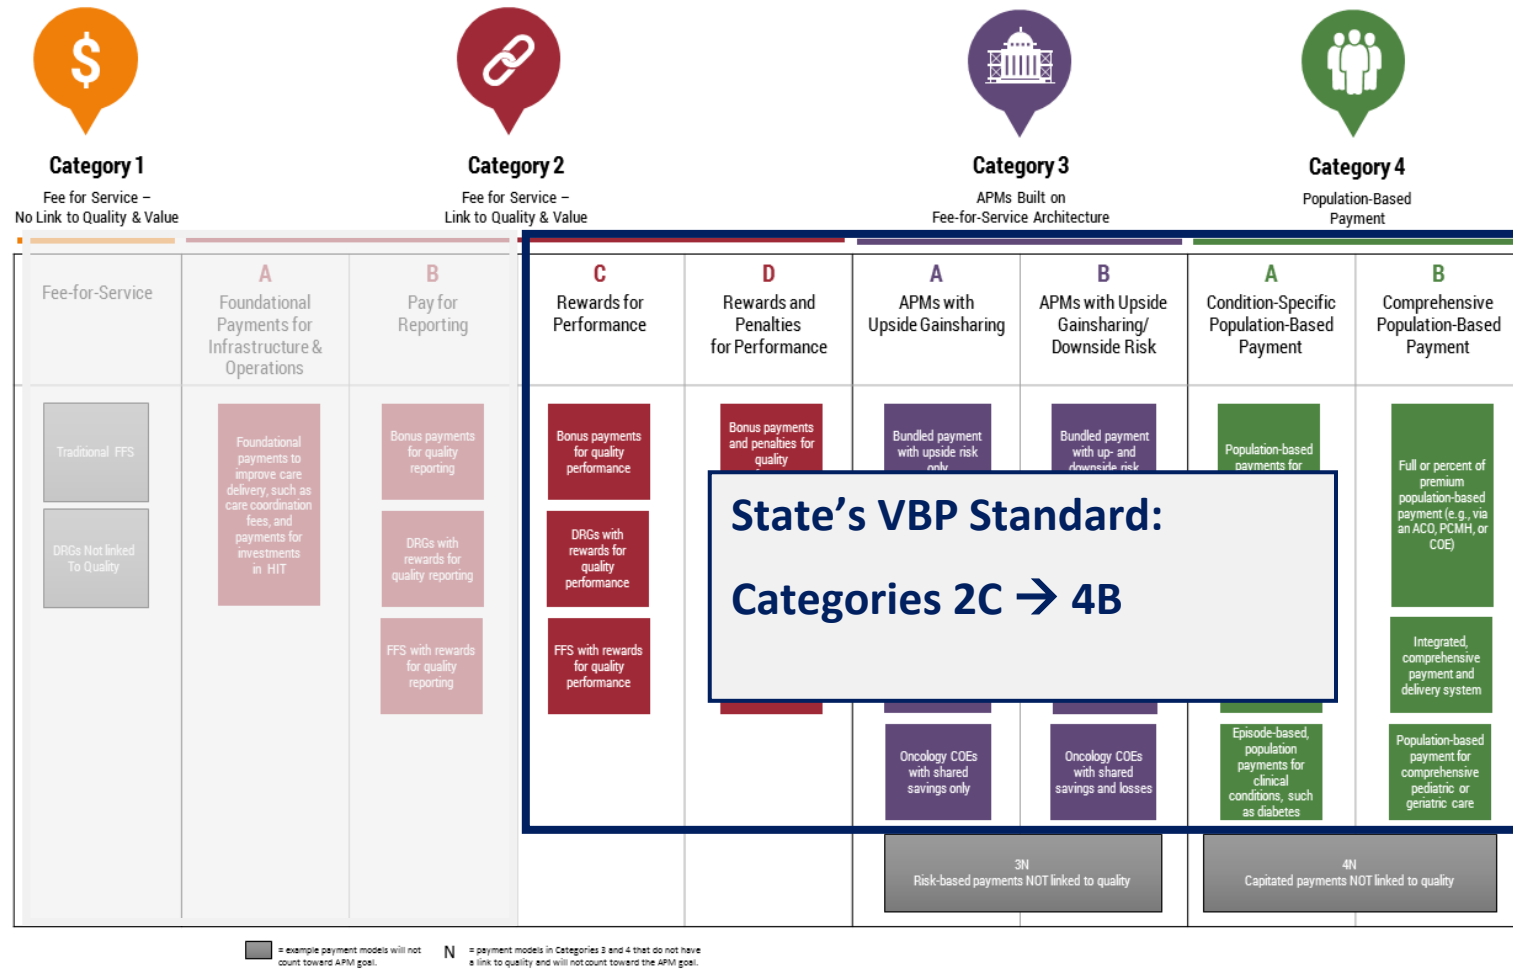 $
Category 1
Fee for Service –
No Link to Quality & Value
Category 2
Fee for Service –
Link to Quality & Value
Category 3
APMs Built on
Fee-for-Service Architecture
Category 4
Population-Based
Payment
Fee-for-Service
A
Foundational
Payments for
Infrastructure &
Operations
B
Pay for
Reporting
C
Rewards for
Performance
D
Rewards and
Penalties
for Performance
A
APMs with
Upside Gainsharing
B
APMs with Upside
Gainsharing/
Downside Risk
A
Condition-Specific
Population-Based
Payment
B
Comprehensive
Population-Based
Payment
Traditional FFS
DRGs Not linked
To Quality
Foundational
payments to
improve care
delivery, such as
care coordination
fees, and
payments for
investments
in HIT
Bonus payments
for quality
reporting
DRGs with
rewards for
quality reporting
FFS with rewards
for quality
reporting
Bonus payments
for quality
performance
DRGs with
rewards for
quality
performance
FFS with rewards
for quality
performance
Bonus payments
and penalties for
quality
Bundled payment
with upside risk
only
Oncology COEs
with shared
savings only
Bundled payment
with up- and
downside risk
Oncology COEs
with shared
savings and losses
Population-based
payments for
Episode-based,
population
payments for
clinical
conditions, such
as diabetes
Full or percent of
premium
population-based
payment (e.g., via
an ACO, PCMH, or
COE)
Integrated,
comprehensive
payment and
delivery system
Population-based
payment for
comprehensive
pediatric or
geriatric care
State's VBP Standard:
Categories 2C → 4B
3N
Risk-based payments NOT linked to quality
4N
Capitated payments NOT linked to quality
= example payment models will not
count toward APM goal.
N = payment models in Categories 3 and 4 that do not have
a link to quality and will not count toward the APM goal.